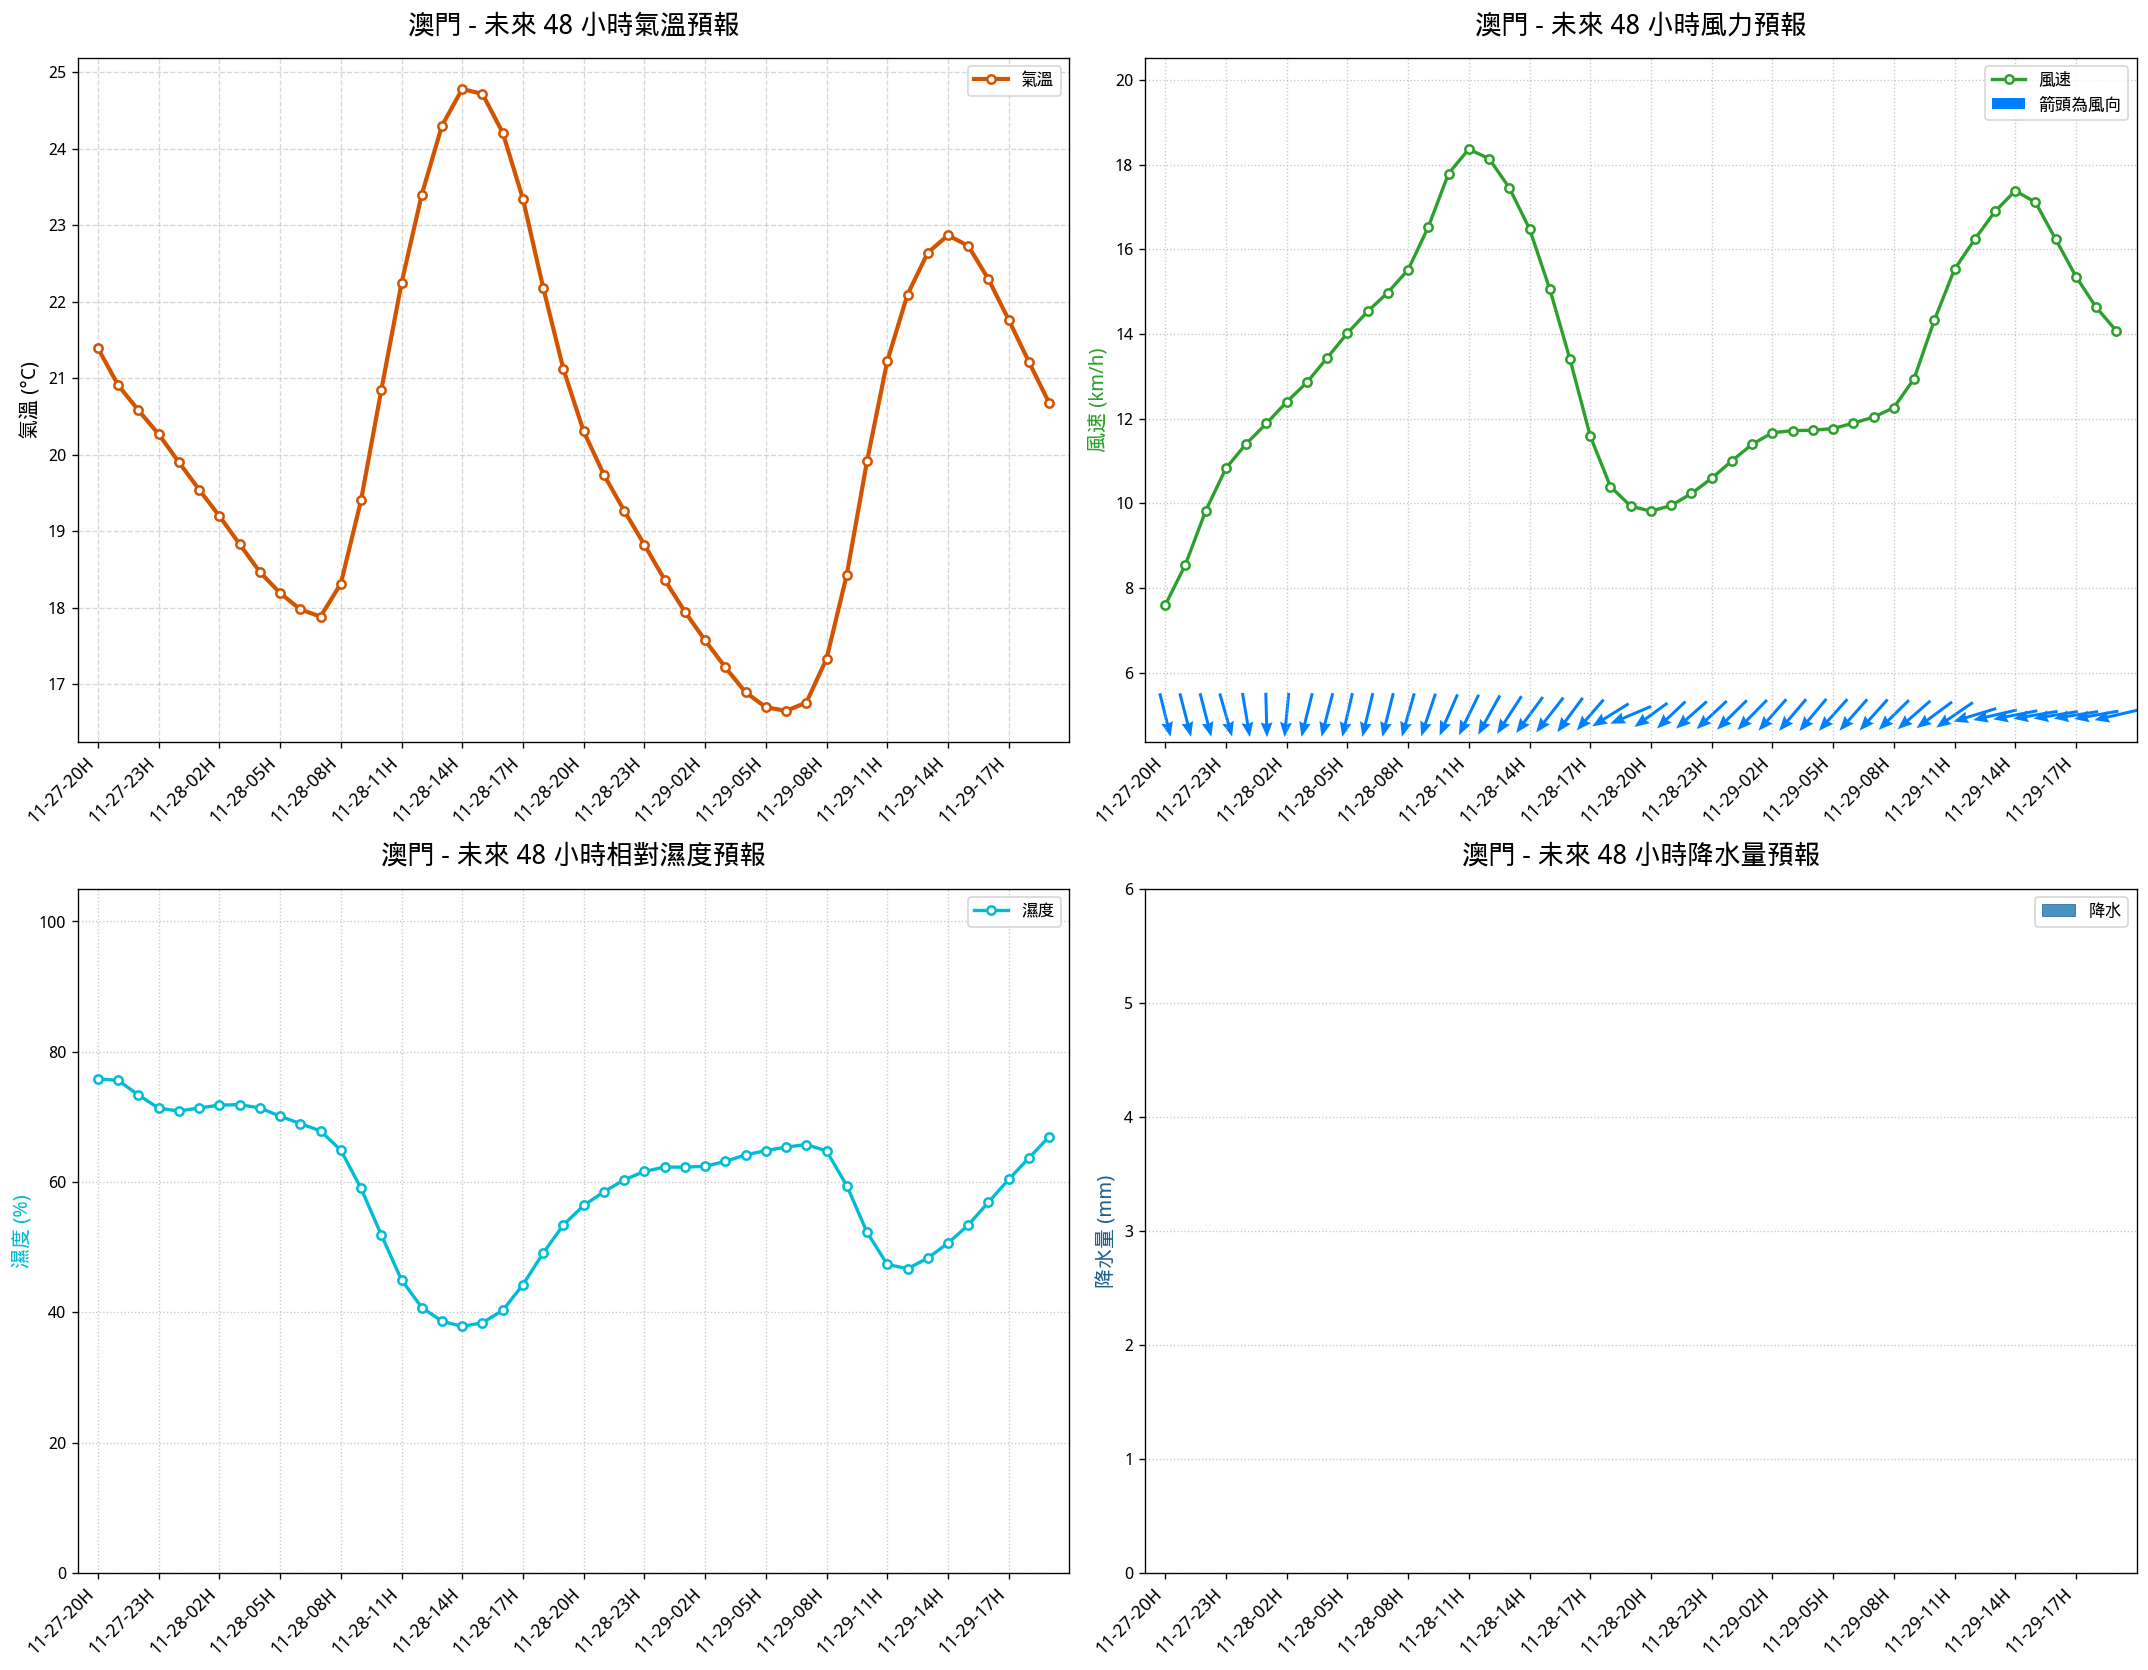 澳門 - 未來 48 小時氣溫預報
氣溫
氣溫 (°C)
25
24
23
22
21
20
19
18
17
11-27-20H
11-27-23H
11-28-02H
11-28-05H
11-28-08H
11-28-11H
11-28-14H
11-28-17H
11-28-20H
11-28-23H
11-29-02H
11-29-05H
11-29-08H
11-29-11H
11-29-14H
11-29-17H
澳門 - 未來 48 小時風力預報
風速
箭頭為風向
風速 (km/h)
20
18
16
14
12
10
8
6
11-27-20H
11-27-23H
11-28-02H
11-28-05H
11-28-08H
11-28-11H
11-28-14H
11-28-17H
11-28-20H
11-28-23H
11-29-02H
11-29-05H
11-29-08H
11-29-11H
11-29-14H
11-29-17H
澳門 - 未來 48 小時相對濕度預報
濕度
濕度 (%)
100
80
60
40
20
0
11-27-20H
11-27-23H
11-28-02H
11-28-05H
11-28-08H
11-28-11H
11-28-14H
11-28-17H
11-28-20H
11-28-23H
11-29-02H
11-29-05H
11-29-08H
11-29-11H
11-29-14H
11-29-17H
澳門 - 未來 48 小時降水量預報
降水
降水量 (mm)
6
5
4
3
2
1
0
11-27-20H
11-27-23H
11-28-02H
11-28-05H
11-28-08H
11-28-11H
11-28-14H
11-28-17H
11-28-20H
11-28-23H
11-29-02H
11-29-05H
11-29-08H
11-29-11H
11-29-14H
11-29-17H